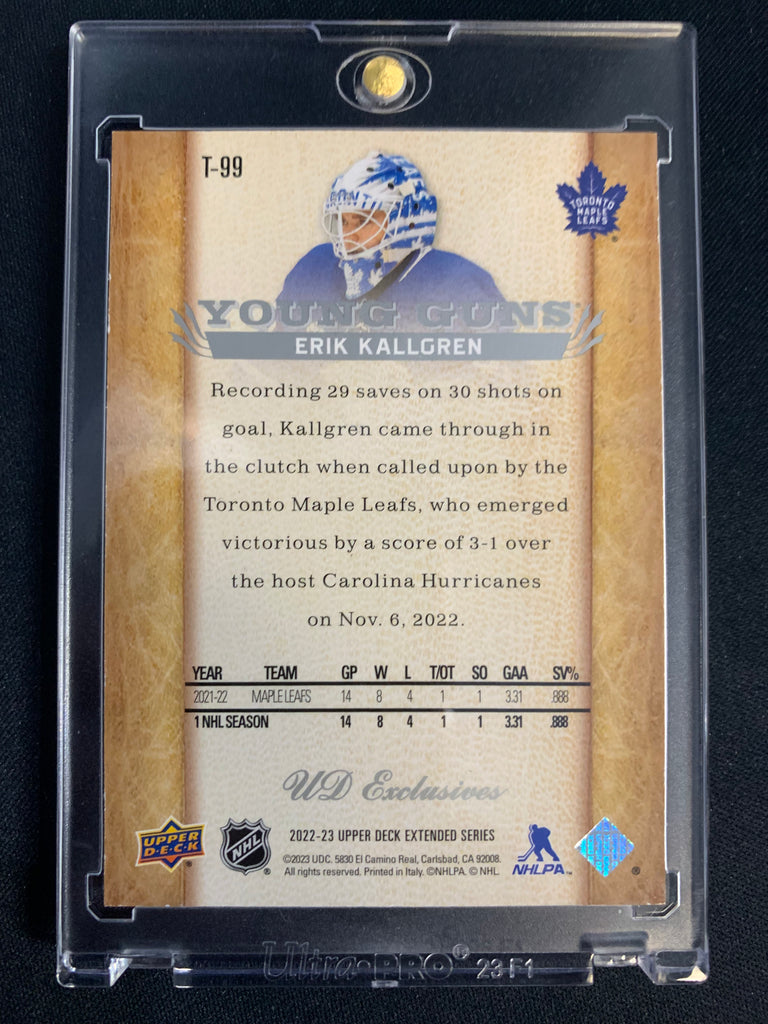 T-99
TORONTO
MAPLE
LEAFS
YOUNG GUNS
ERIK KALLGREN
Recording 29 saves on 30 shots on
goal, Kallgren came through in
the clutch when called upon by the
Toronto Maple Leafs, who emerged
victorious by a score of 3-1 over
the host Carolina Hurricanes
on Nov. 6, 2022.
YEAR TEAM GP W L T/OT SO GAA SV%
2021-22 MAPLE LEAFS 14 8 4 1 1 3.31 .888
1 NHL SEASON 14 8 4 1 1 3.31 .888
UD Exclusives
UPPER
D·E·C·K
NHL
2022-23 UPPER DECK EXTENDED SERIES
©2023 UDC. 5830 El Camino Real, Carlsbad, CA 92008.
All rights reserved. Printed in Italy. ©NHLPA. © NHL.
NHLPA™
®
Ultra·PRO® 23 F1